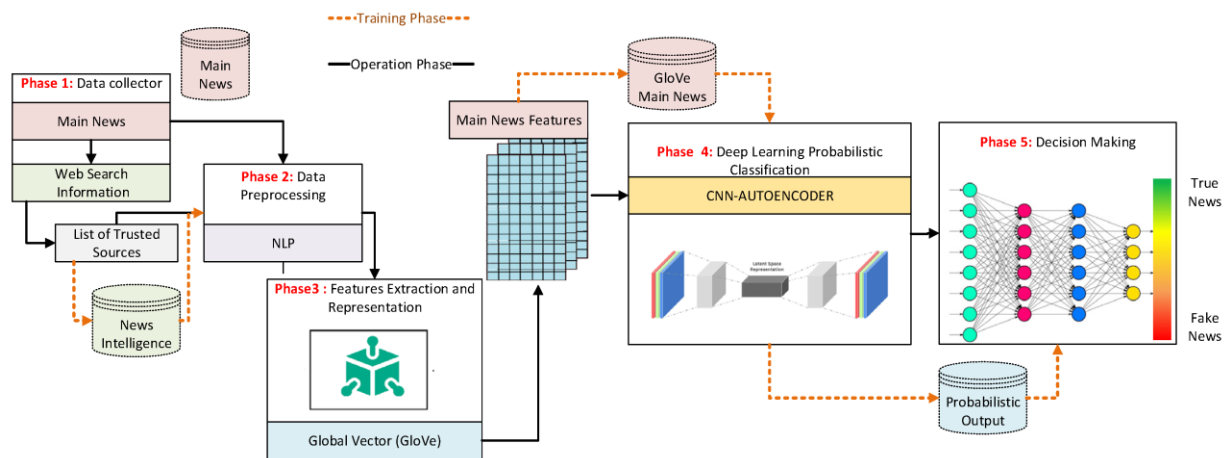 Training Phase
Operation Phase
Main
News
Phase 1: Data collector
Main News
Web Search
Information
List of Trusted
Sources
News
Intelligence
Phase 2: Data
Preprocessing
NLP
Phase3 : Features Extraction and
Representation
Global Vector (GloVe)
Main News Features
GloVe
Main News
Phase 4: Deep Learning Probabilistic
Classification
CNN-AUTOENCODER
Latent Space
Representation
Phase 5: Decision Making
True
News
Fake
News
Probabilistic
Output